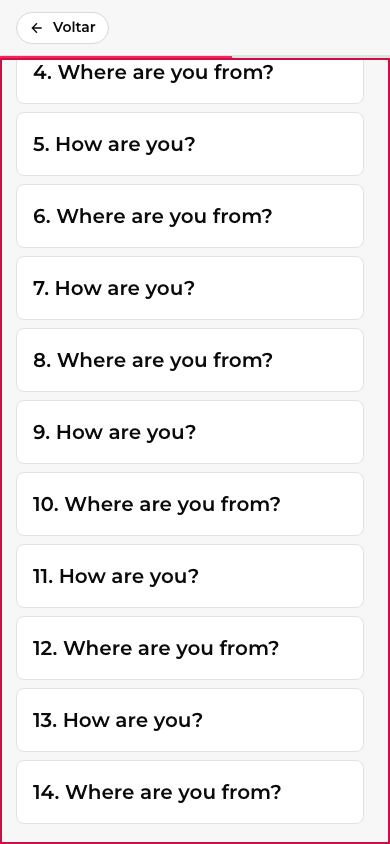 Voltar
4. Where are you from?
5. How are you?
6. Where are you from?
7. How are you?
8. Where are you from?
9. How are you?
10. Where are you from?
11. How are you?
12. Where are you from?
13. How are you?
14. Where are you from?